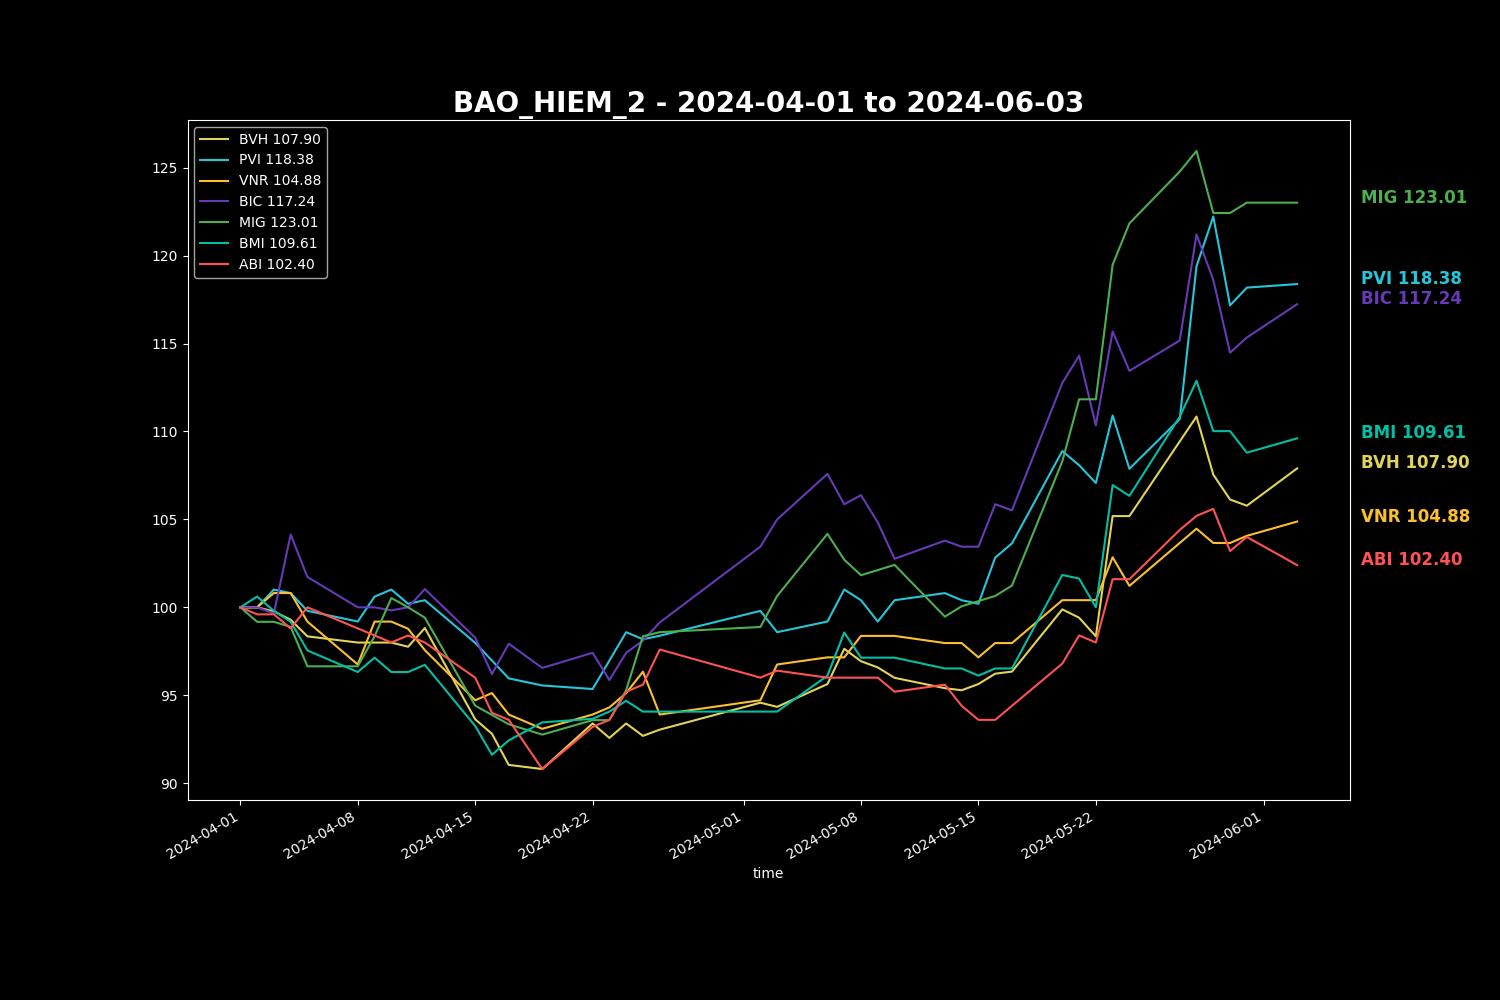 BAO_HIEM_2 - 2024-04-01 to 2024-06-03
BVH 107.90
PVI 118.38
VNR 104.88
BIC 117.24
MIG 123.01
BMI 109.61
ABI 102.40
125
120
115
110
105
100
95
90
MIG 123.01
PVI 118.38
BIC 117.24
BMI 109.61
BVH 107.90
VNR 104.88
ABI 102.40
2024-04-01
2024-04-08
2024-04-15
2024-04-22
2024-05-01
2024-05-08
2024-05-15
2024-05-22
2024-06-01
time